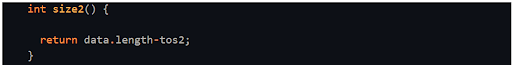 int size2() {
return data.length-tos2;
}